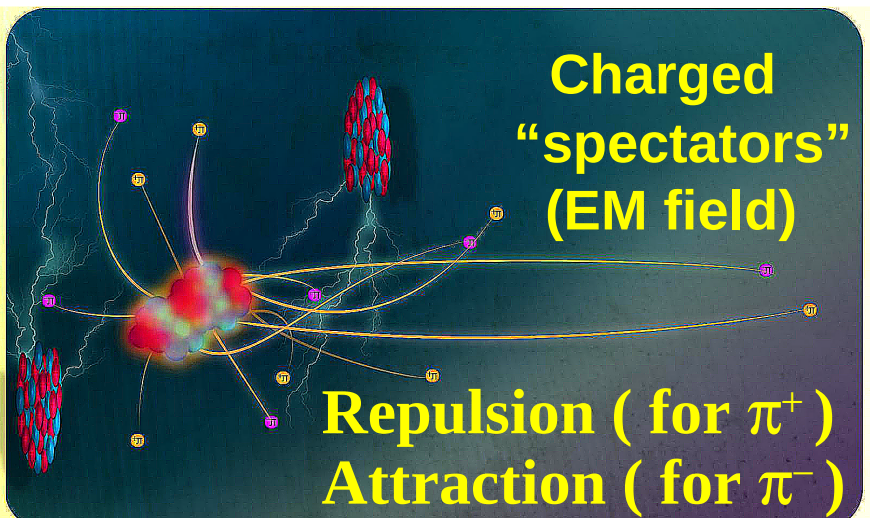 Charged
“spectators”
(EM field)
π
π
π
π
π
π
π
π
π
π
π
π
π
Repulsion ( for π⁺ )
Attraction ( for π⁻ )